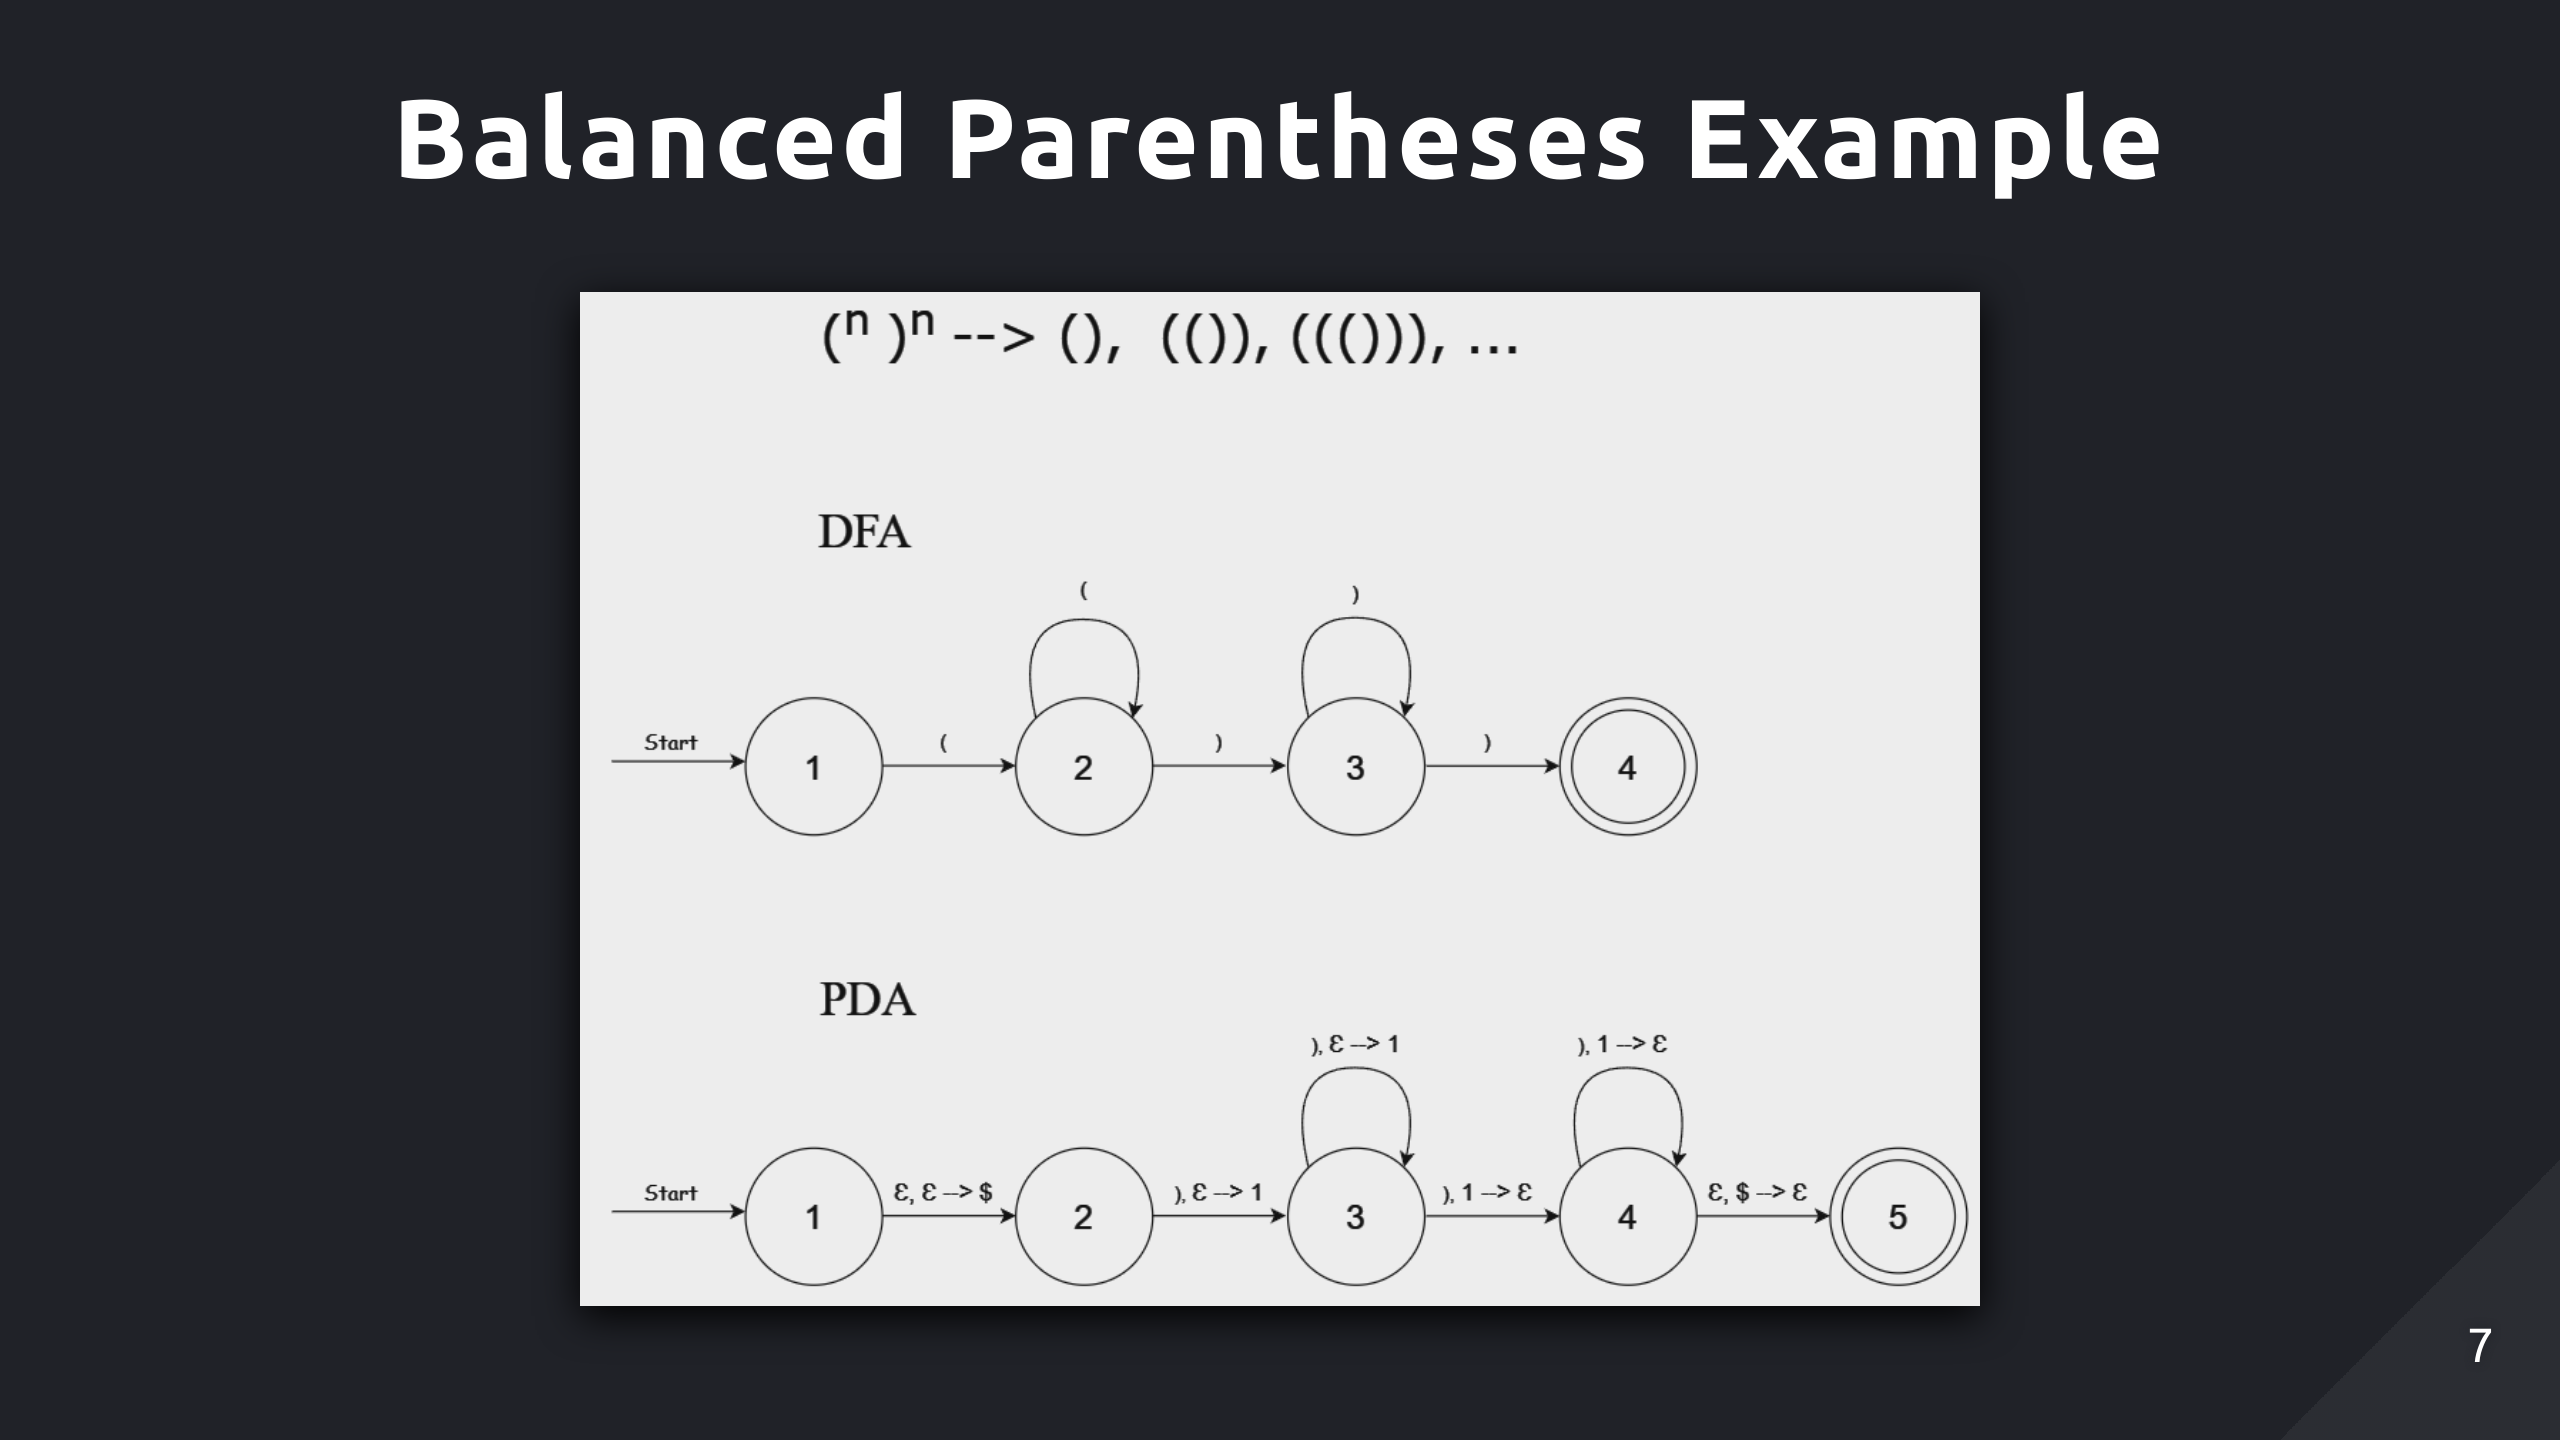 Balanced Parentheses Example
(ⁿ )ⁿ --> (), (()), ((())), ...
DFA
( )
Start ( ) )
1 2 3 4
PDA
), Ɛ --> 1 ), 1 --> Ɛ
Start Ɛ, Ɛ --> $ ), Ɛ --> 1 ), 1 --> Ɛ Ɛ, $ --> Ɛ
1 2 3 4 5
7